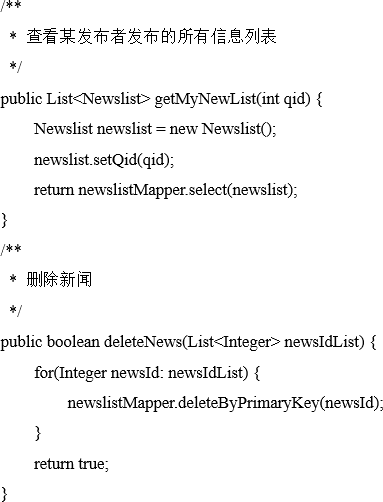 /**
* 查看某发布者发布的所有信息列表
*/
public List<Newslist> getMyNewList(int qid) {
Newslist newslist = new Newslist();
newslist.setQid(qid);
return newslistMapper.select(newslist);
}
/**
* 删除新闻
*/
public boolean deleteNews(List<Integer> newsIdList) {
for(Integer newsId: newsIdList) {
newslistMapper.deleteByPrimaryKey(newsId);
}
return true;
}